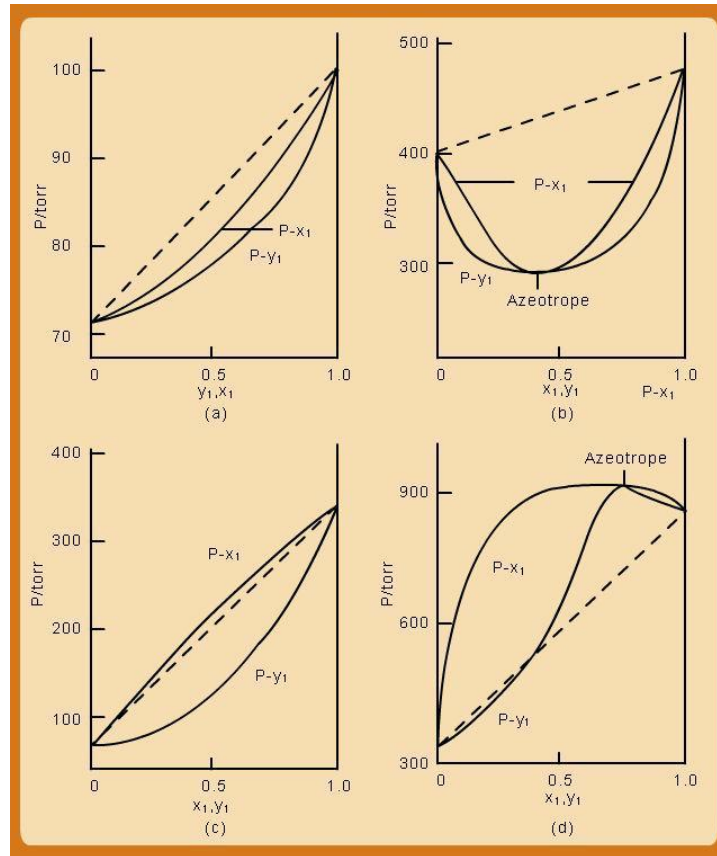 100
90
80
70
P/torr
P-x1
P-y1
0
0.5
1.0
y1,x1
(a)
500
400
300
P/torr
P-x1
P-y1
Azeotrope
0
0.5
1.0
x1,y1
P-x1
(b)
400
300
200
100
P/torr
P-x1
P-y1
0
0.5
1.0
x1,y1
(c)
Azeotrope
900
600
300
P/torr
P-x1
P-y1
0
0.5
1.0
x1,y1
(d)